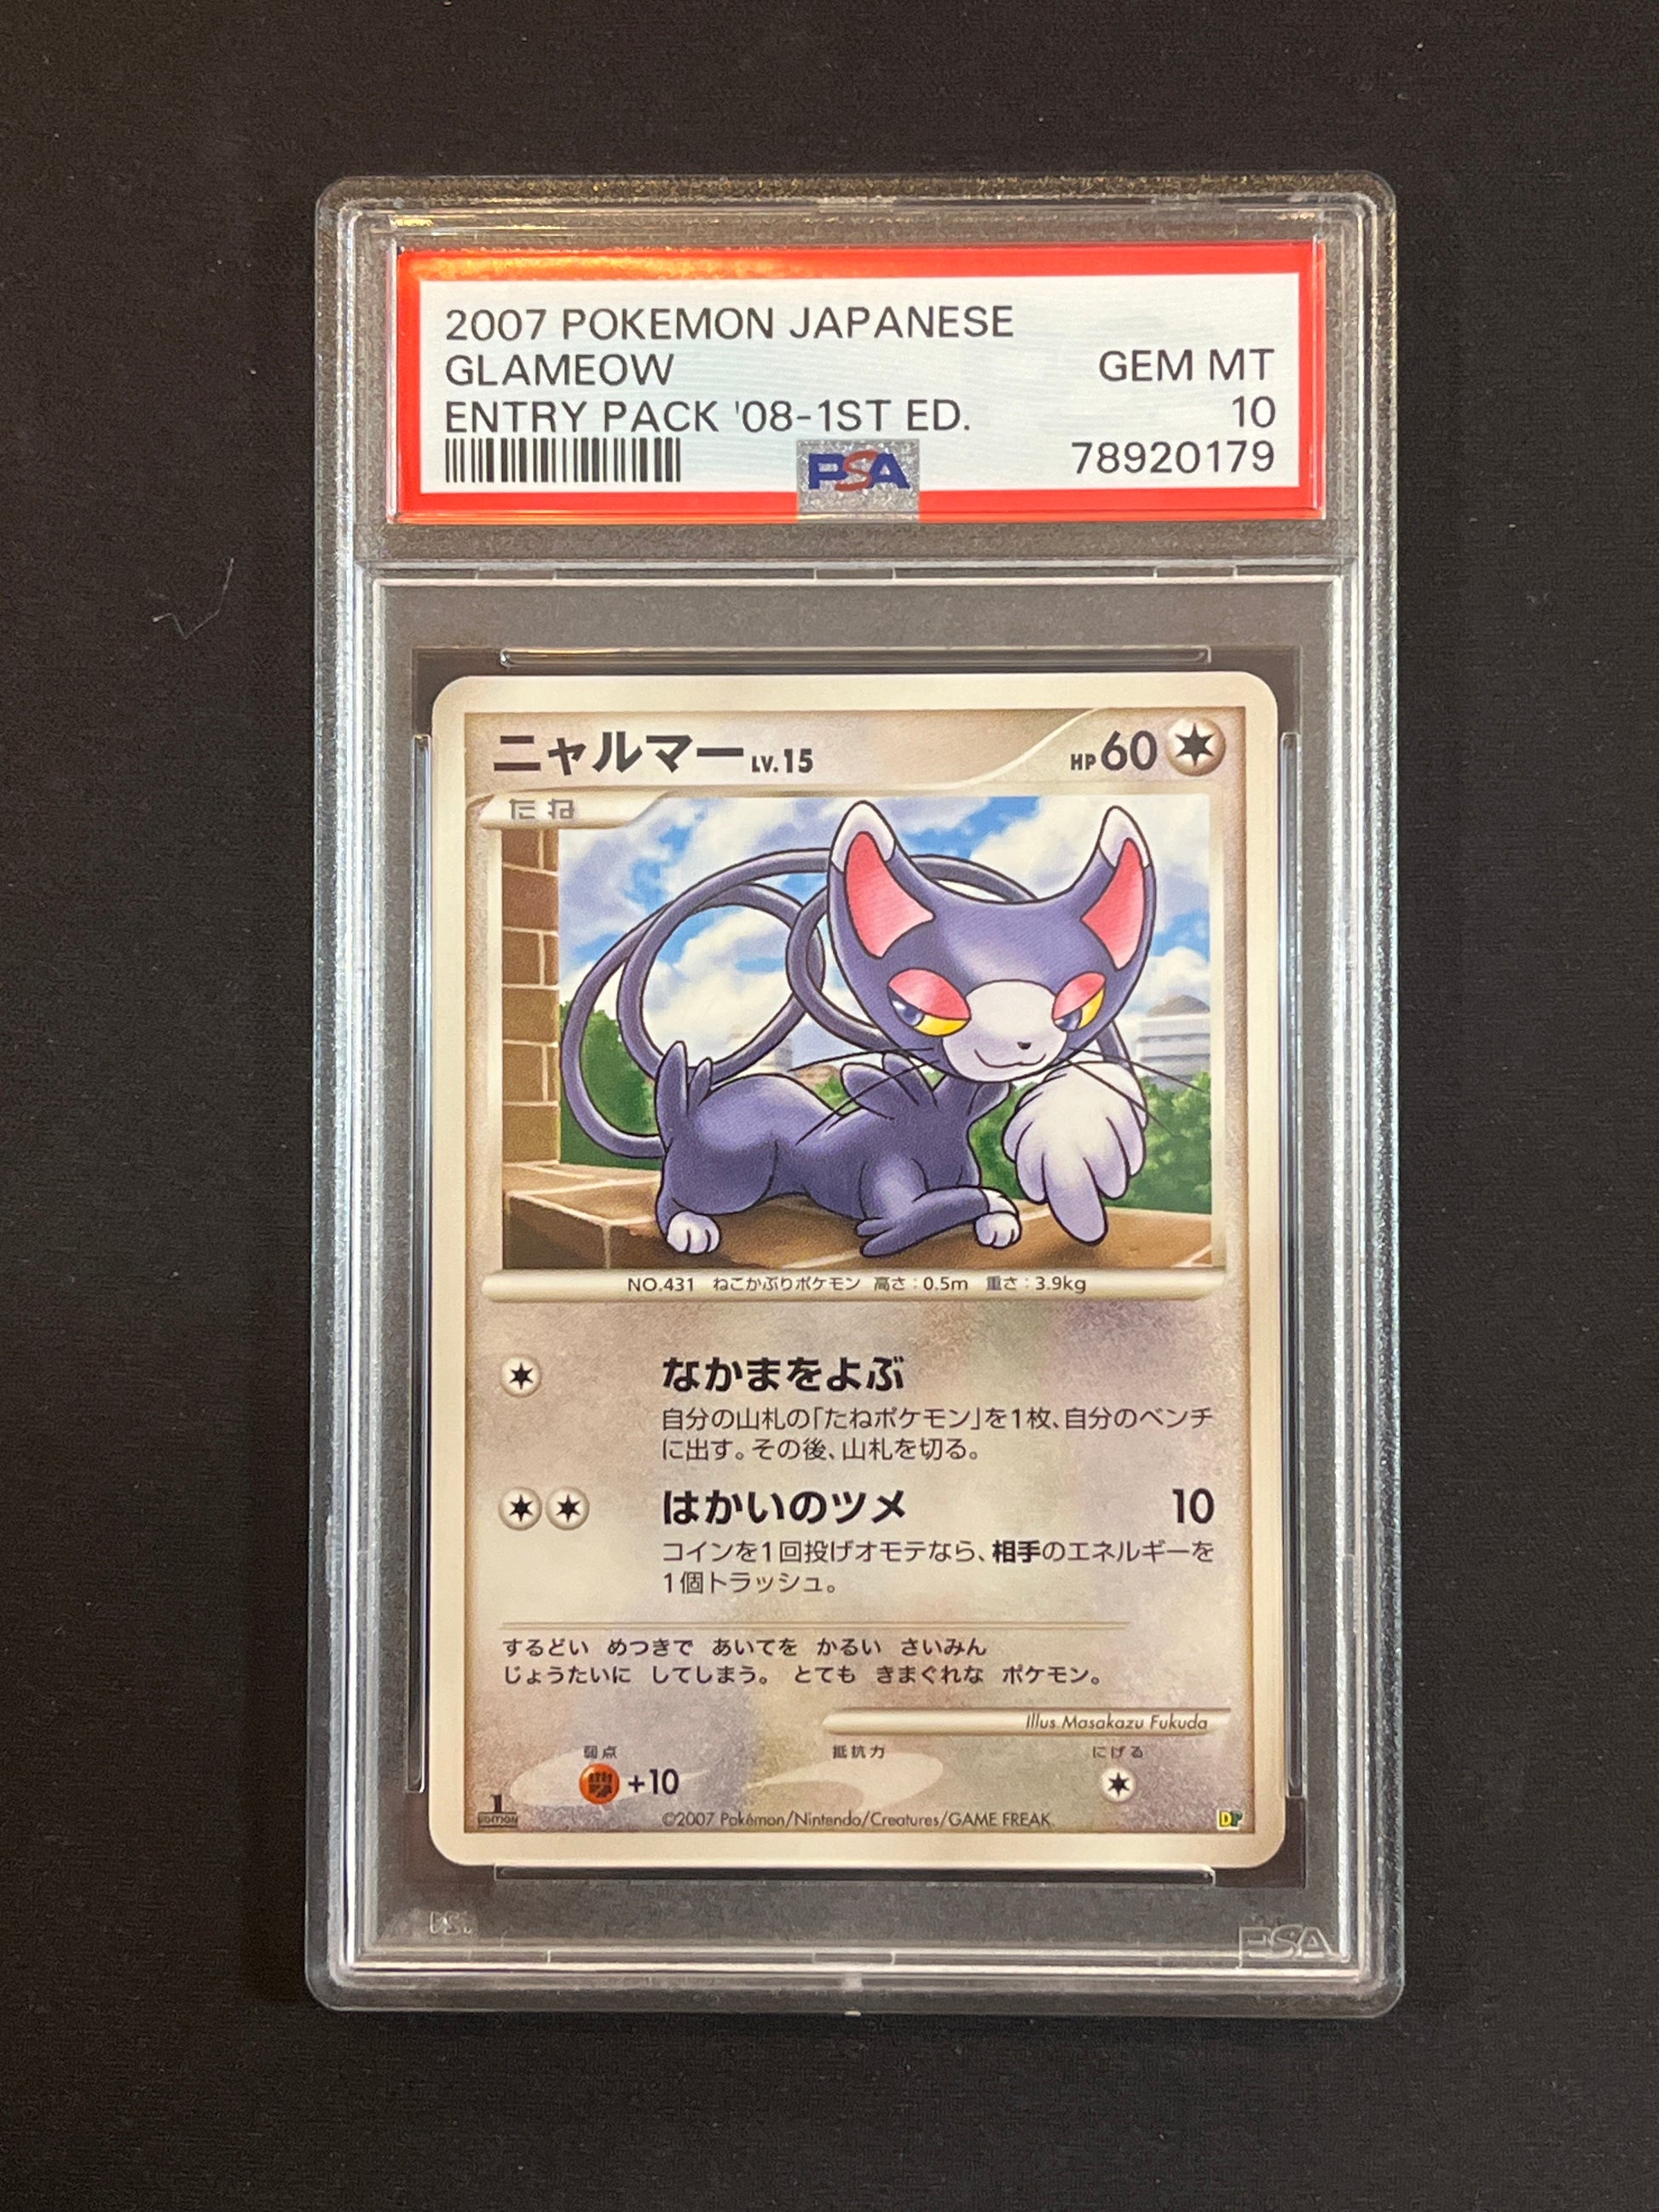 2007 POKEMON JAPANESE
GLAMEOW
GEM MT
ENTRY PACK '08-1ST ED.
10
PSA
78920179
ニャルマー LV.15
HP 60
たね
NO.431 ねこかぶりポケモン 高さ：0.5m 重さ：3.9kg
なかまをよぶ
自分の山札の「たねポケモン」を1枚、自分のベンチ
に出す。その後、山札を切る。
はかいのツメ 10
コインを1回投げオモテなら、相手のエネルギーを
1個トラッシュ。
するどい めつきで あいてを かるい さいみん
じょうたいに してしまう。 とても きまぐれな ポケモン。
Illus.Masakazu Fukuda
弱点 抵抗力 にげる
+10
1 EDITION
©2007 Pokémon/Nintendo/Creatures/GAME FREAK.
DP
PSA